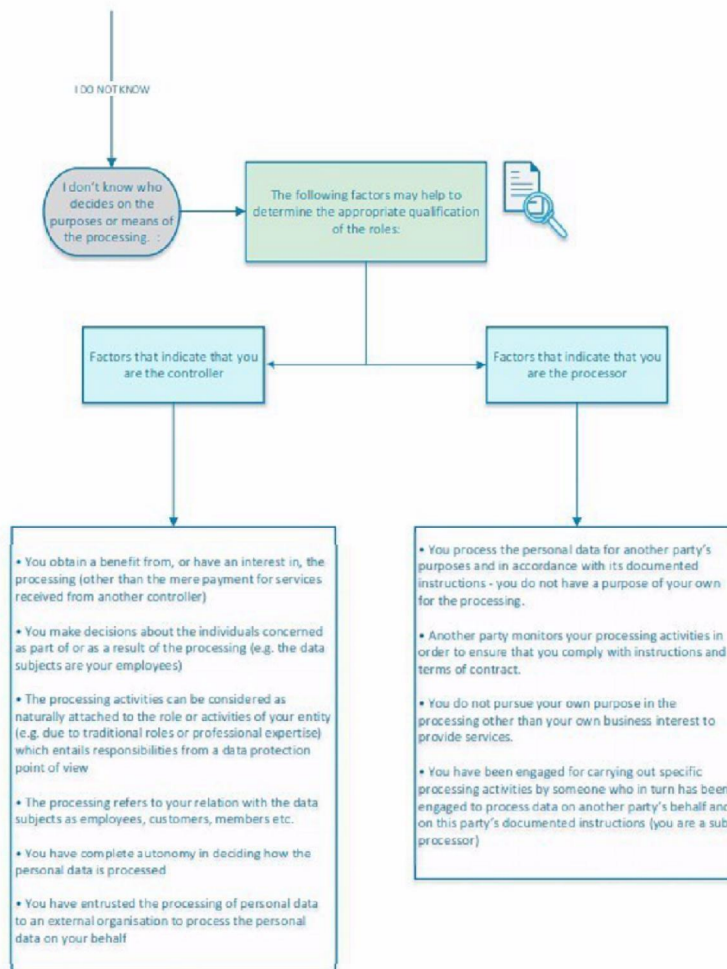 I DO NOT KNOW
I don't know who
decides on the
purposes or means of
the processing. :
The following factors may help to
determine the appropriate qualification
of the roles:
Factors that indicate that you
are the controller
Factors that indicate that you
are the processor
• You obtain a benefit from, or have an interest in, the
processing (other than the mere payment for services
received from another controller)
• You make decisions about the individuals concerned
as part of or as a result of the processing (e.g. the data
subjects are your employees)
• The processing activities can be considered as
naturally attached to the role or activities of your entity
(e.g. due to traditional roles or professional expertise)
which entails responsibilities from a data protection
point of view
• The processing refers to your relation with the data
subjects as employees, customers, members etc.
• You have complete autonomy in deciding how the
personal data is processed
• You have entrusted the processing of personal data
to an external organisation to process the personal
data on your behalf
• You process the personal data for another party's
purposes and in accordance with its documented
instructions - you do not have a purpose of your own
for the processing.
• Another party monitors your processing activities in
order to ensure that you comply with instructions and
terms of contract.
• You do not pursue your own purpose in the
processing other than your own business interest to
provide services.
• You have been engaged for carrying out specific
processing activities by someone who in turn has been
engaged to process data on another party's behalf and
on this party's documented instructions (you are a sub
processor)